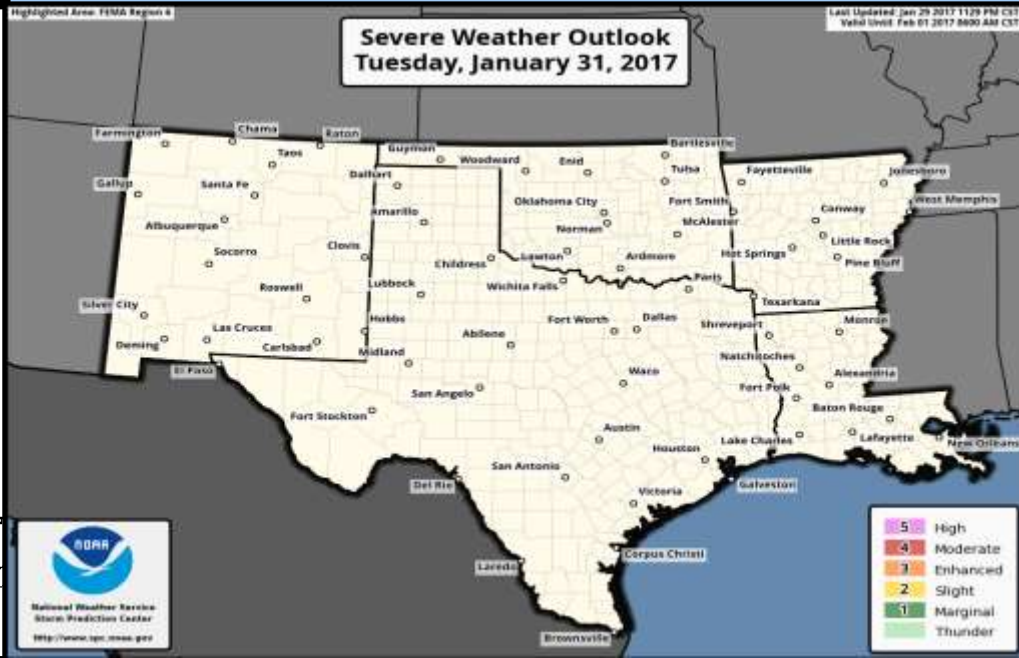 Highlighted Area: FEMA Region 6
Last Updated: Jan 29 2017 1129 PM CST
Valid Until: Feb 01 2017 0600 AM CST
Severe Weather Outlook
Tuesday, January 31, 2017
Farmington
Chama
Raton
Taos
Guymon
Woodward
Enid
Bartlesville
Tulsa
Fayetteville
Jonesboro
Gallup
Santa Fe
Dalhart
Oklahoma City
Fort Smith
Conway
West Memphis
Albuquerque
Amarillo
Norman
McAlester
Little Rock
Socorro
Clovis
Childress
Lawton
Ardmore
Hot Springs
Pine Bluff
Roswell
Lubbock
Wichita Falls
Paris
Texarkana
Silver City
Las Cruces
Hobbs
Abilene
Fort Worth
Dallas
Shreveport
Monroe
Deming
Carlsbad
Midland
Natchitoches
El Paso
San Angelo
Waco
Fort Polk
Alexandria
Fort Stockton
Baton Rouge
Austin
Houston
Lake Charles
Lafayette
New Orleans
San Antonio
Del Rio
Victoria
Galveston
Laredo
Corpus Christi
Brownsville
NOAA
National Weather Service
Storm Prediction Center
http://www.spc.noaa.gov
5 High
4 Moderate
3 Enhanced
2 Slight
1 Marginal
Thunder